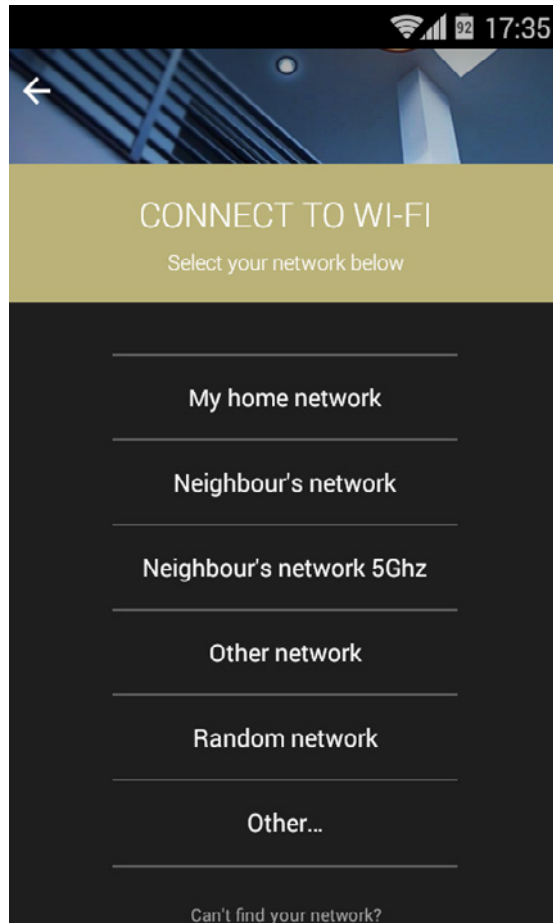 92 17:35
CONNECT TO WI-FI
Select your network below
My home network
Neighbour's network
Neighbour's network 5Ghz
Other network
Random network
Other...
Can't find your network?